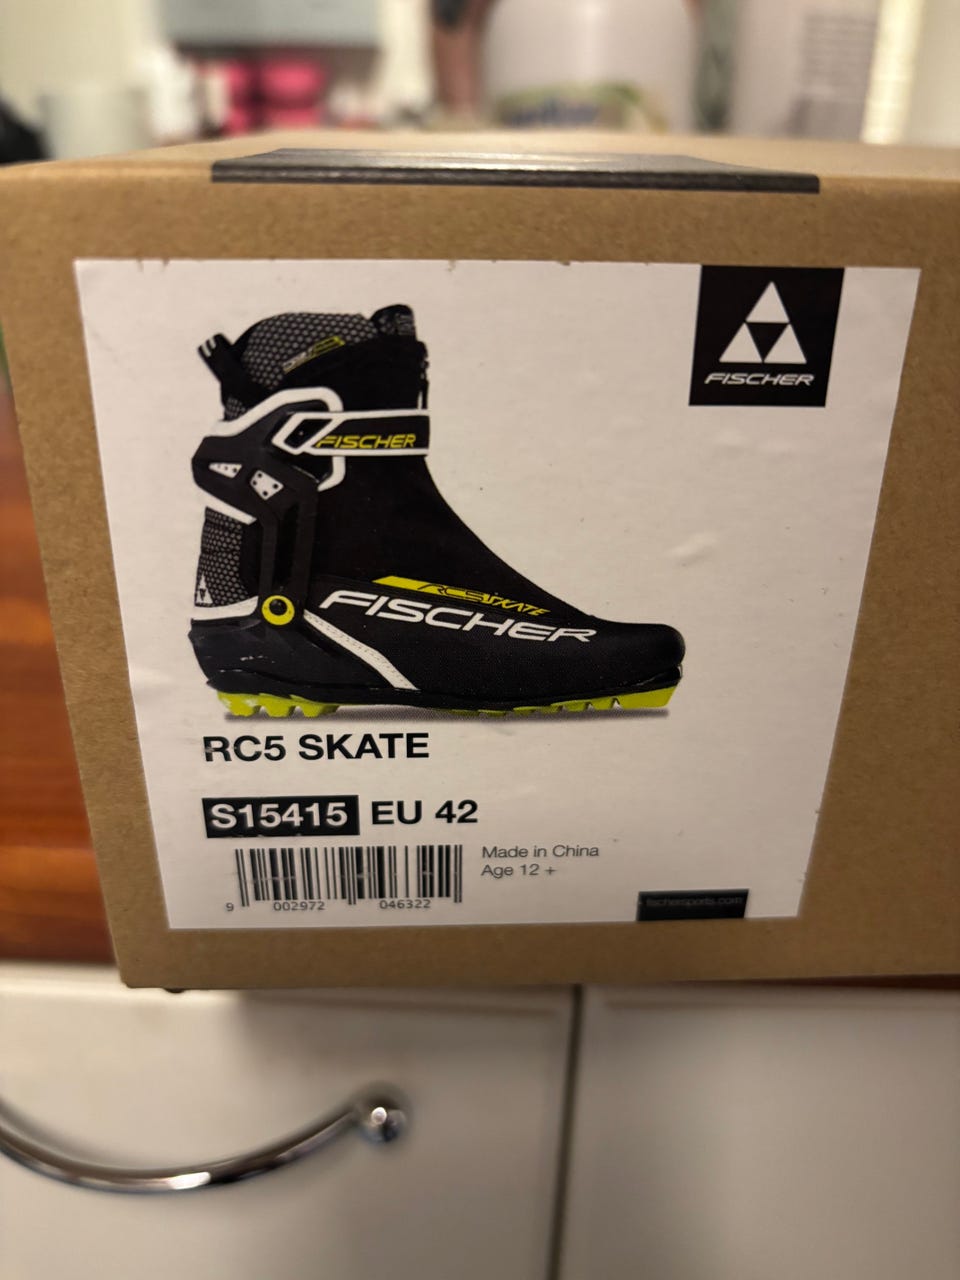 FISCHER
FISCHER
RC5 SKATE
FISCHER
RC5 SKATE
S15415 EU 42
Made in China
Age 12 +
9 002972 046322
fischersports.com